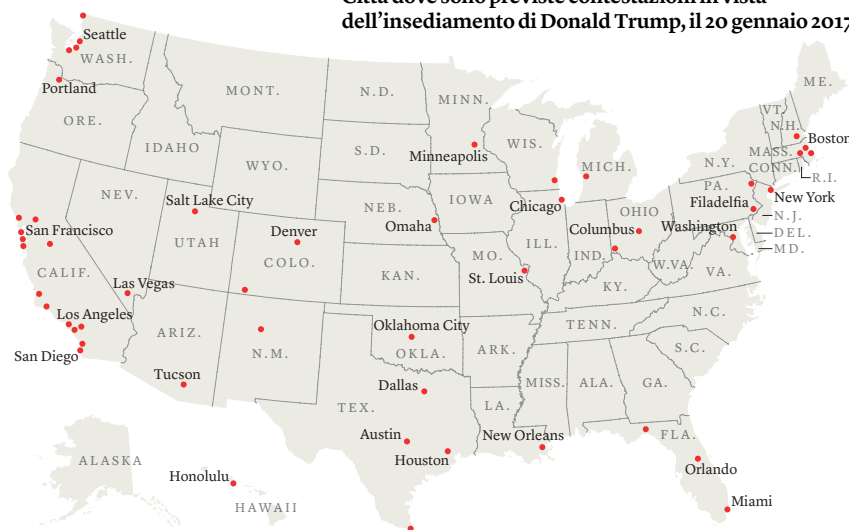 Città dove sono previste contestazioni in vista
dell'insediamento di Donald Trump, il 20 gennaio 2017
Seattle
WASH.
Portland
ORE.
MONT.
IDAHO
N.D.
S.D.
MINN.
Minneapolis
WIS.
MICH.
ME.
VT.
N.H.
Boston
MASS.
CONN.
R.I.
N.Y.
New York
PA.
Filadelfia
N.J.
DEL.
MD.
WYO.
NEV.
Salt Lake City
UTAH
San Francisco
CALIF.
Denver
COLO.
NEB.
Omaha
IOWA
Chicago
ILL.
IND.
OHIO
Columbus
Washington
W.VA.
VA.
KAN.
MO.
St. Louis
KY.
Las Vegas
Los Angeles
San Diego
ARIZ.
Tucson
N.M.
Oklahoma City
OKLA.
ARK.
TENN.
N.C.
S.C.
Dallas
TEX.
Austin
Houston
LA.
New Orleans
MISS.
ALA.
GA.
FLA.
Orlando
Miami
ALASKA
Honolulu
HAWAII